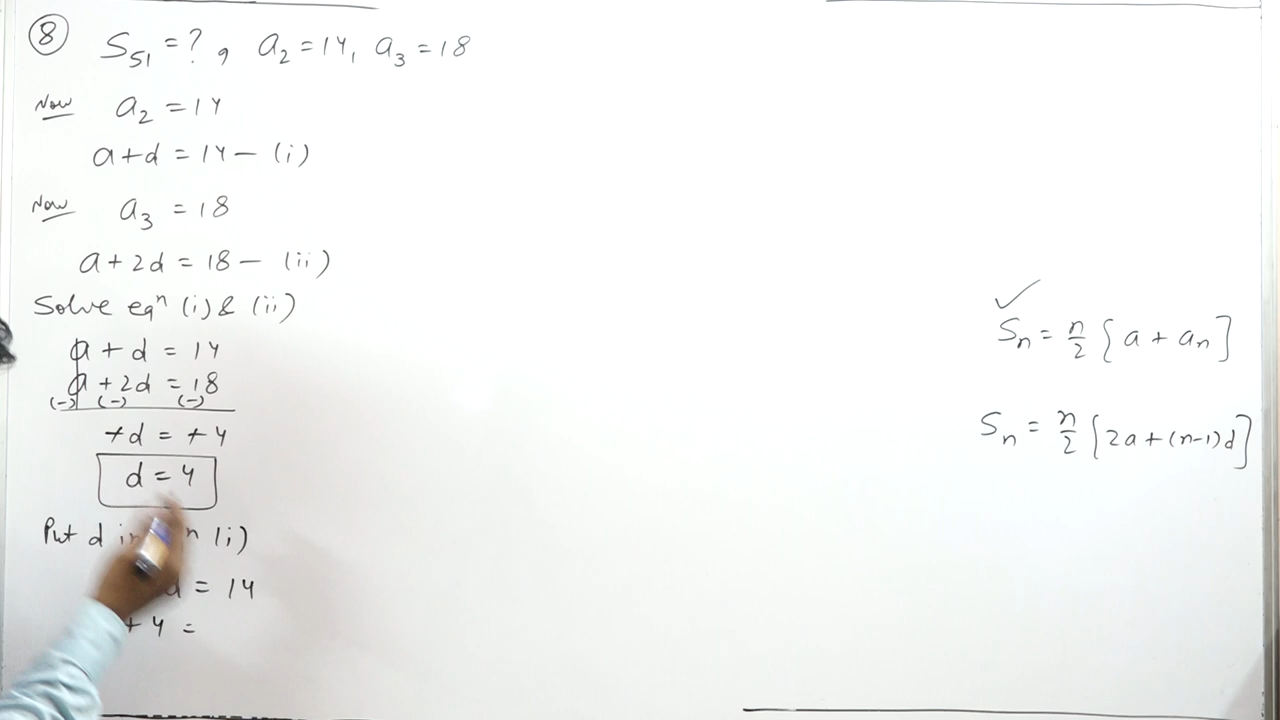 8 S₅₁ = ? , a₂ = 14, a₃ = 18
Now a₂ = 14
a + d = 14 — (i)
Now a₃ = 18
a + 2d = 18 — (ii)
Solve eqⁿ (i) & (ii)
a + d = 14
a + 2d = 18
(-) (-) (-)
+d = +4
d = 4
Put d in n (i)
d = 14
+ 4 =
✓
Sₙ = n/2 [a + aₙ]
Sₙ = n/2 [2a + (n-1)d]